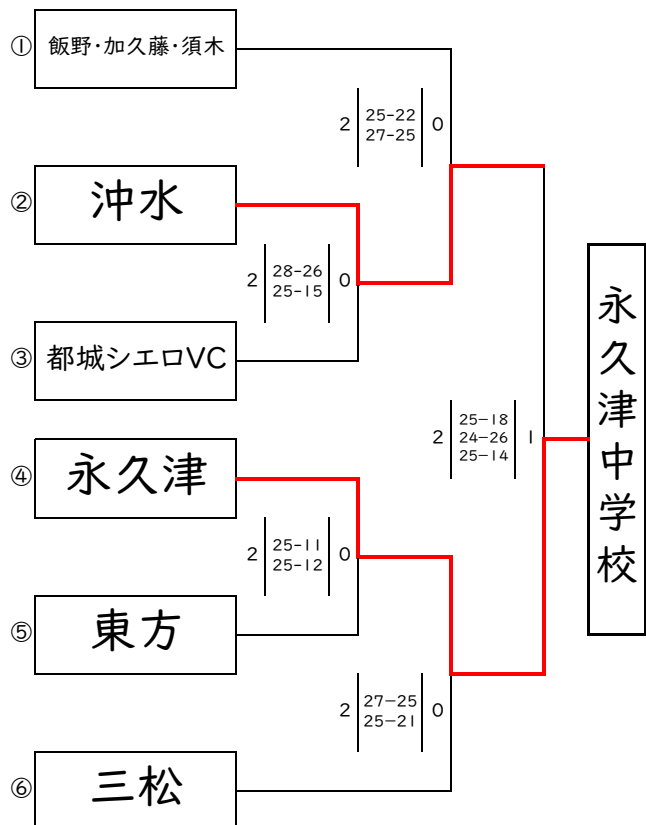 ① 飯野・加久藤・須木
2 25-22 0
27-25
② 沖水
2 28-26 0
25-15
③ 都城シエロVC
2 25-18 1
24-26
25-14
永久津中学校
④ 永久津
2 25-11 0
25-12
⑤ 東方
2 27-25 0
25-21
⑥ 三松